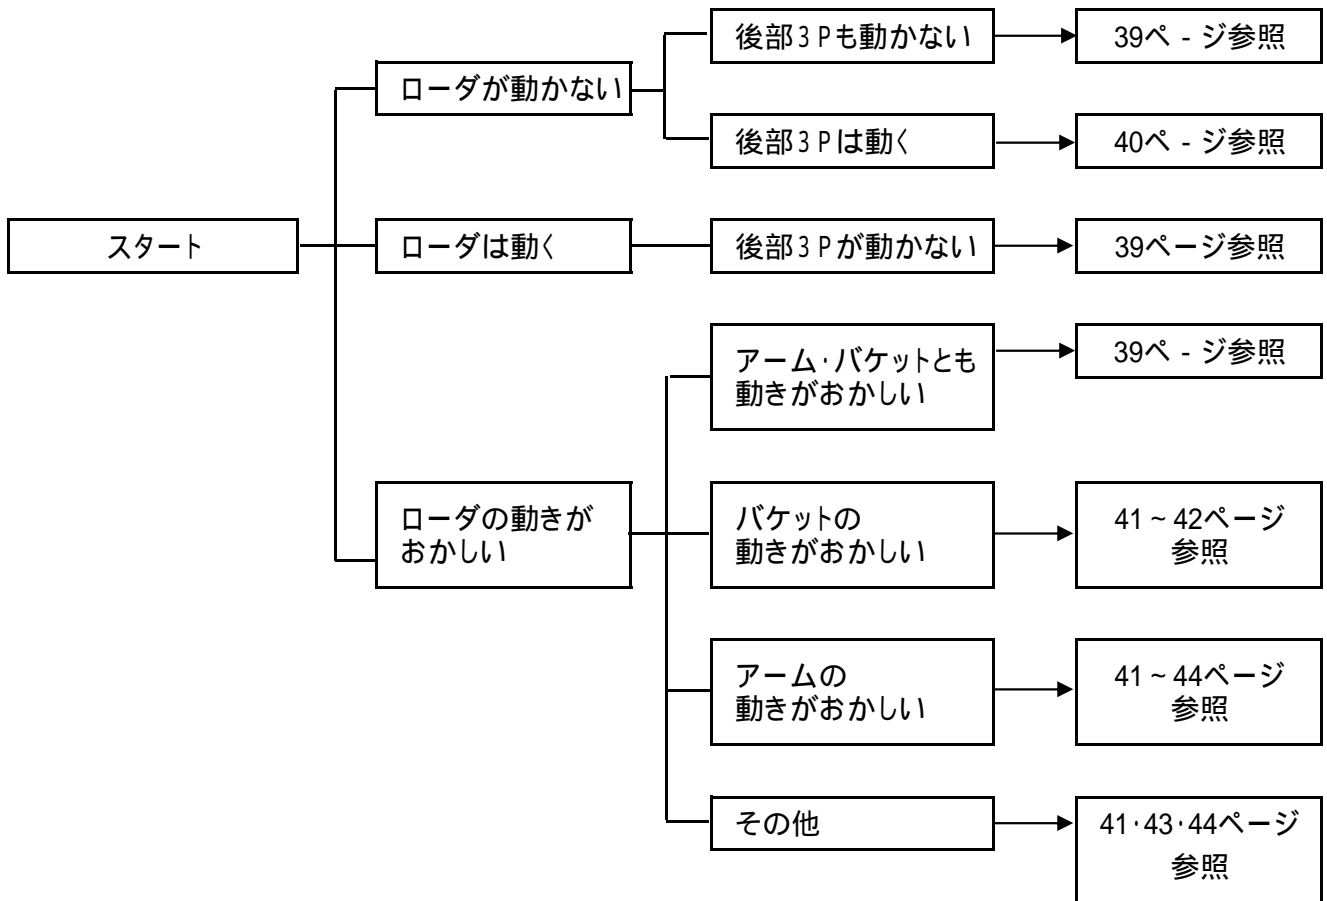 後部3Pも動かない
39ペ - ジ参照
ローダが動かない
後部3Pは動く
40ペ - ジ参照
スタート
ローダは動く
後部3Pが動かない
39ページ参照
アーム・バケットとも
動きがおかしい
39ペ - ジ参照
ローダの動きが
おかしい
バケットの
動きがおかしい
41~42ページ
参照
アームの
動きがおかしい
41~44ページ
参照
その他
41・43・44ページ
参照